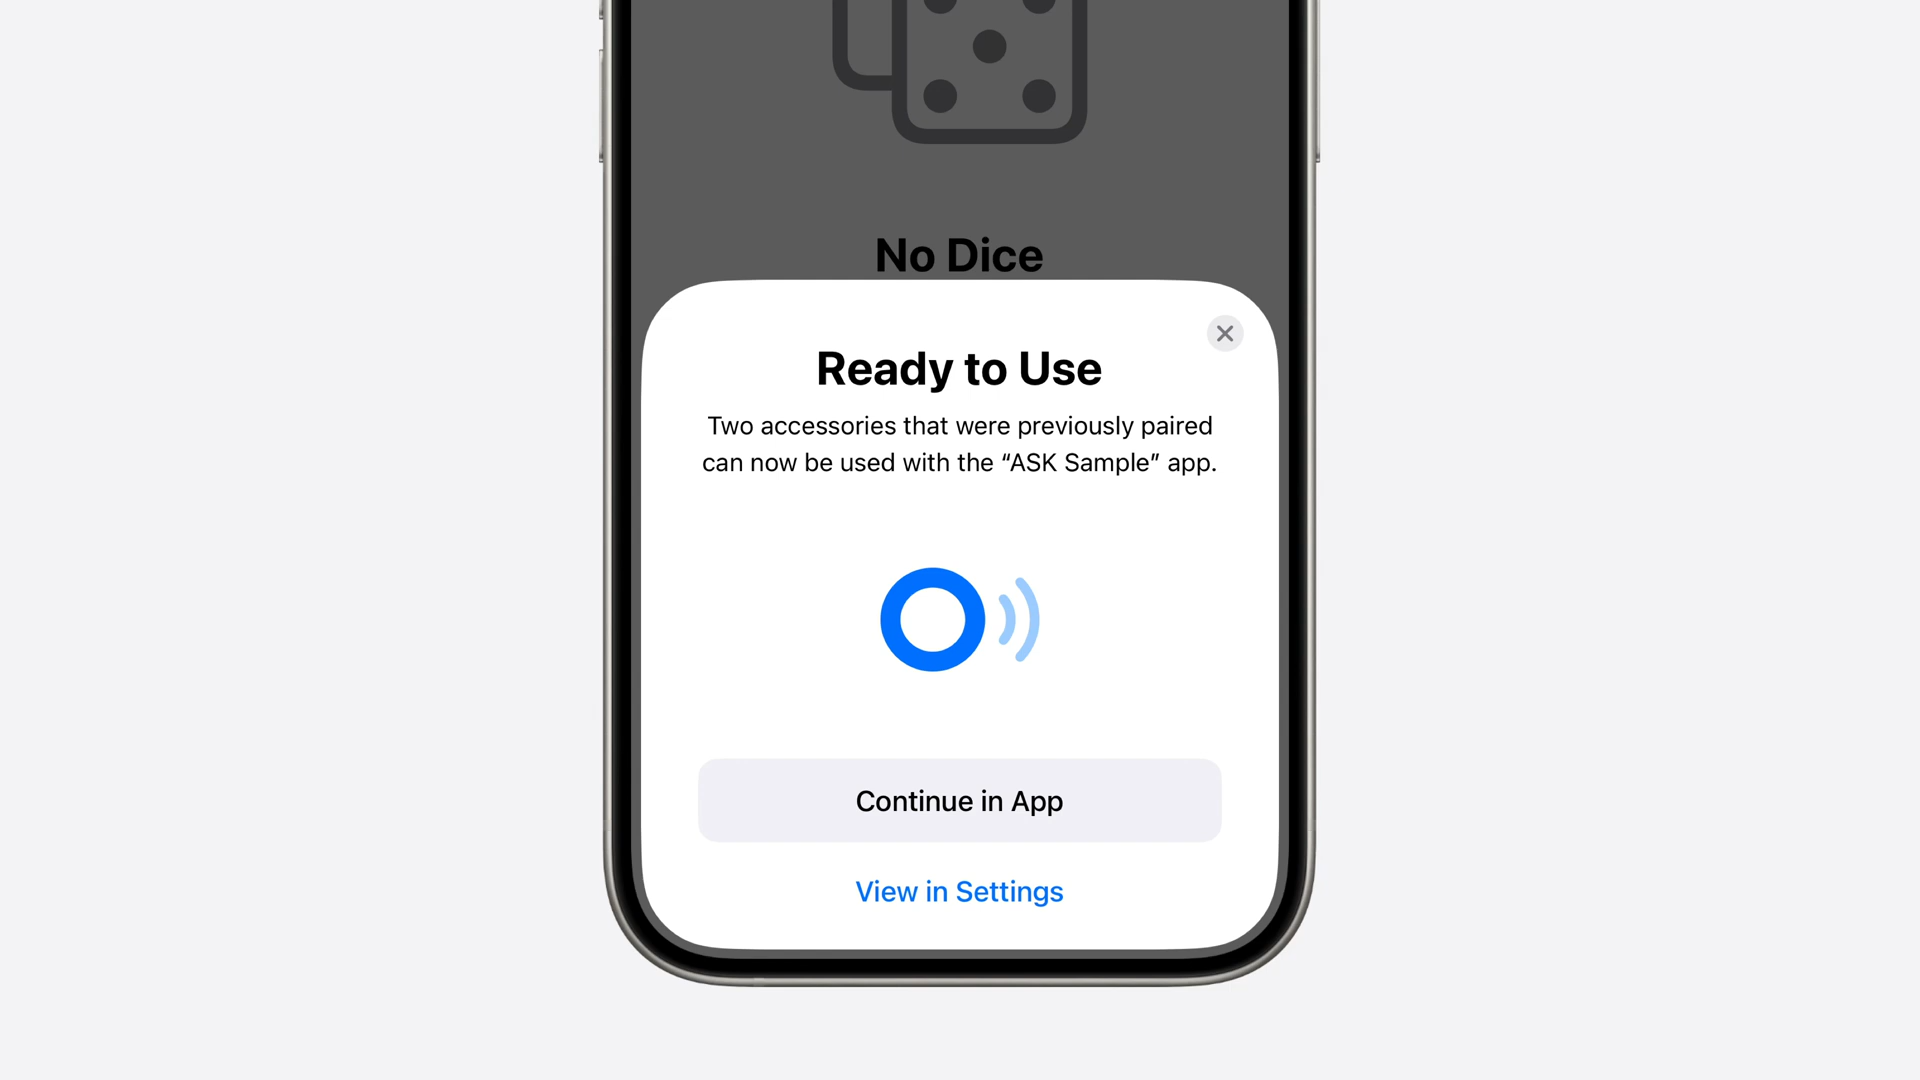 No Dice
Ready to Use
Two accessories that were previously paired
can now be used with the “ASK Sample” app.
Continue in App
View in Settings